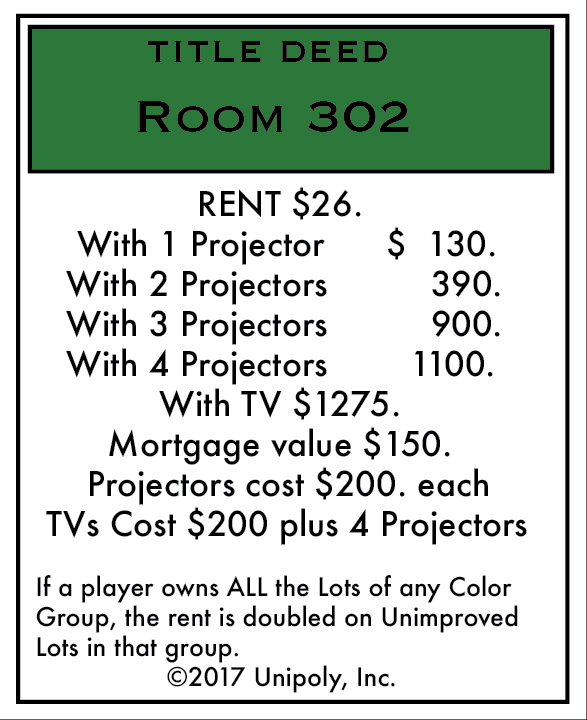 TITLE DEED
ROOM 302
RENT $26.
With 1 Projector $ 130.
With 2 Projectors 390.
With 3 Projectors 900.
With 4 Projectors 1100.
With TV $1275.
Mortgage value $150.
Projectors cost $200. each
TVs Cost $200 plus 4 Projectors
If a player owns ALL the Lots of any Color
Group, the rent is doubled on Unimproved
Lots in that group.
©2017 Unipoly, Inc.